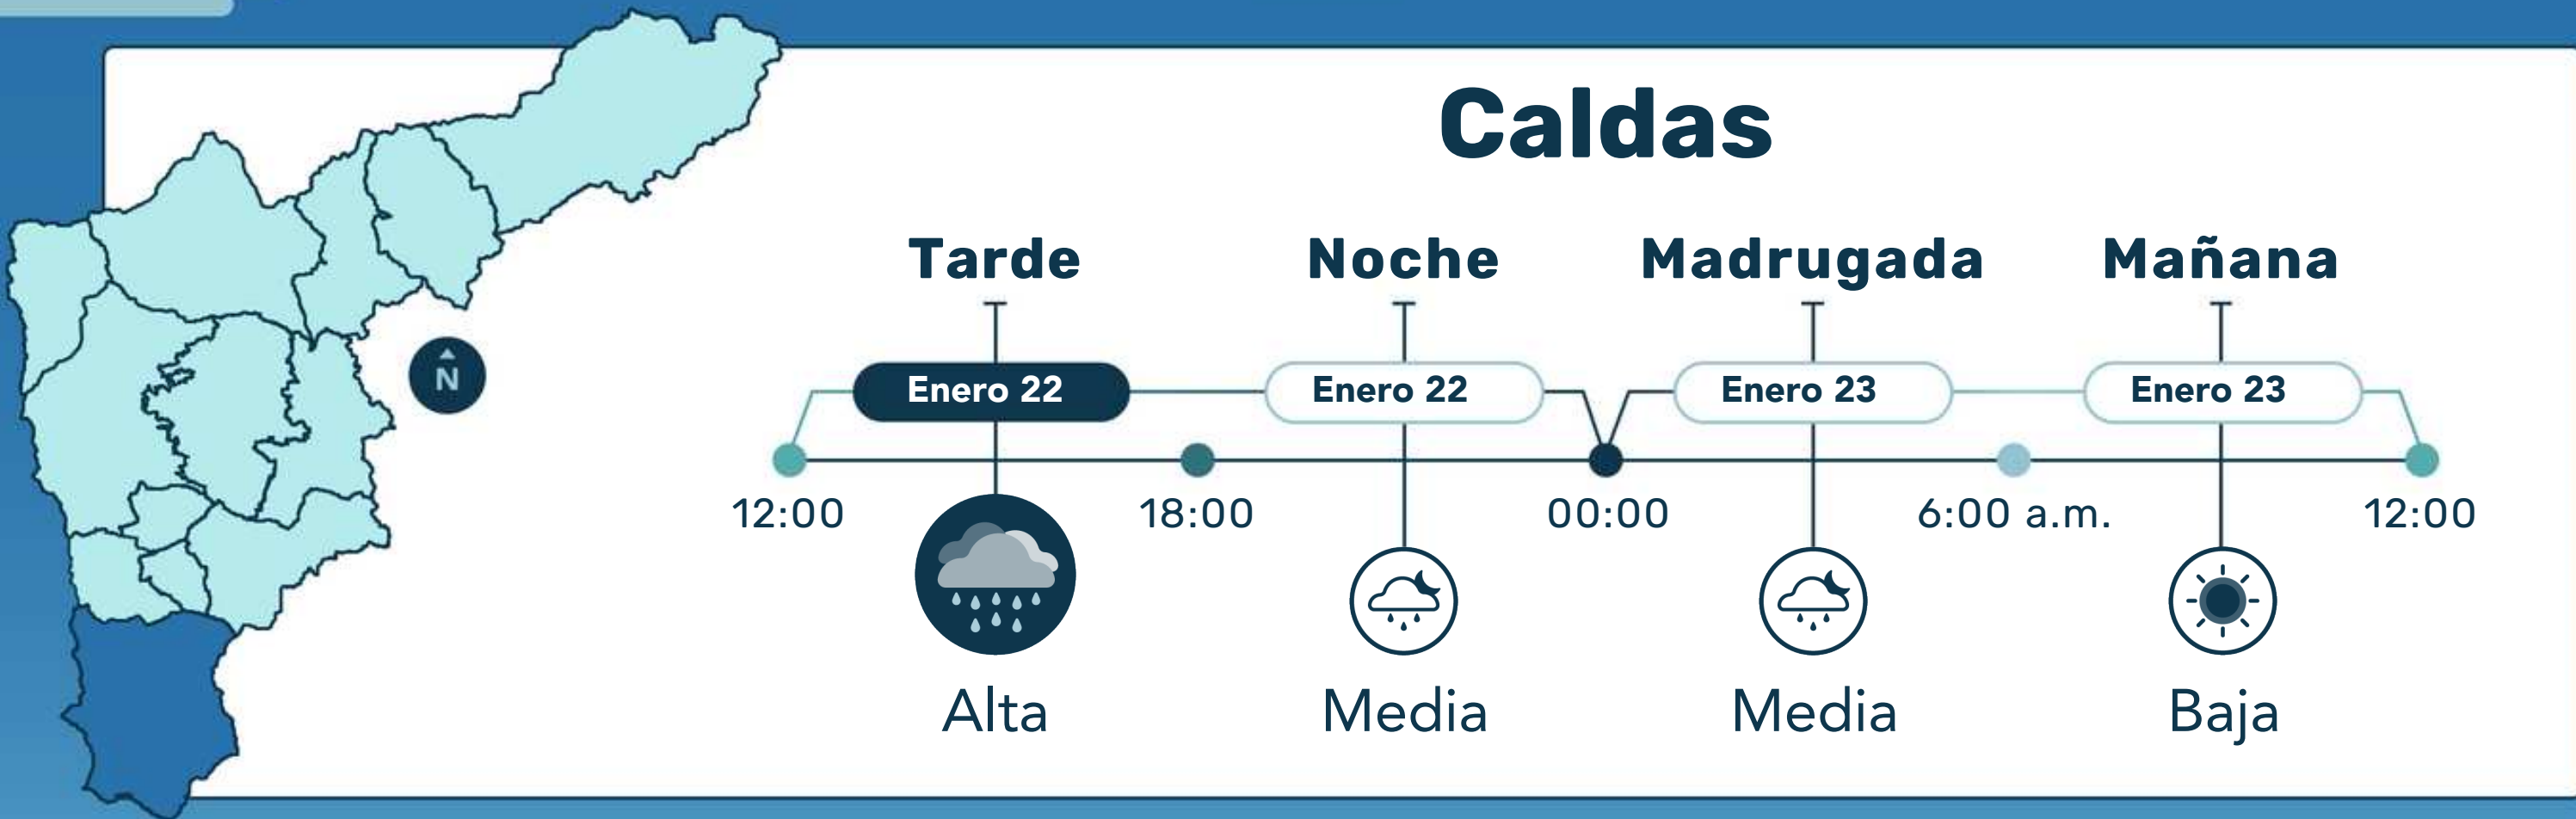 Caldas
Tarde Noche Madrugada Mañana
Enero 22 Enero 22 Enero 23 Enero 23
N
12:00 18:00 00:00 6:00 a.m. 12:00
Alta Media Media Baja